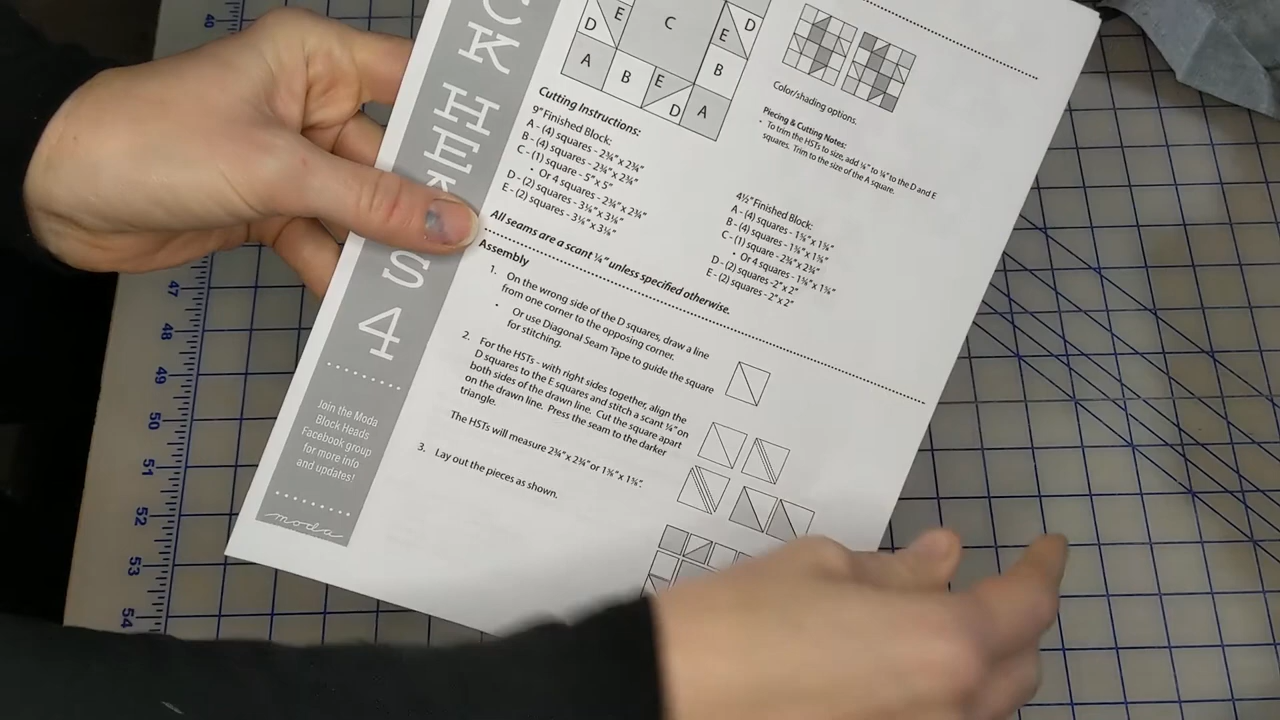 CK HEADS 4
Join the Moda
Block Heads
Facebook group
for more info
and updates!
moda
E
D
C
E
D
B
A
B
E
D
A
Color/shading options.
Piecing & Cutting Notes:
• To trim the HSTs to size, add ⅛" to ¼" to the D and E
squares. Trim to the size of the A square.
Cutting Instructions:
9" Finished Block:
A - (4) squares - 2¾" x 2¾"
B - (4) squares - 2¾" x 2¾"
C - (1) square - 5" x 5"
• Or 4 squares - 2¾" x 2¾"
D - (2) squares -
E - (2) squares -
4½" Finished Block:
A - (4) squares - 1⅝" x 1⅝"
B - (4) squares - 1⅝" x 1⅝"
C - (1) square - 2¾" x 2¾"
• Or 4 squares - 1⅝" x 1⅝"
D - (2) squares - 2" x 2"
E - (2) squares - 2" x 2"
All seams are a scant ¼" unless specified otherwise.
Assembly
1. On the wrong side of the D squares, draw a line
from one corner to the opposing corner.
• Or use Diagonal Seam Tape to guide the square
for stitching.
2. For the HSTs - with right sides together, align the
D squares to the E squares and stitch a scant ¼" on
both sides of the drawn line. Cut the square apart
on the drawn line. Press the seam to the darker
triangle.
The HSTs will measure 2¾" x 2¾" or 1⅝" x 1⅝".
3. Lay out the pieces as shown.
40
47
48
49
50
51
52
53
54